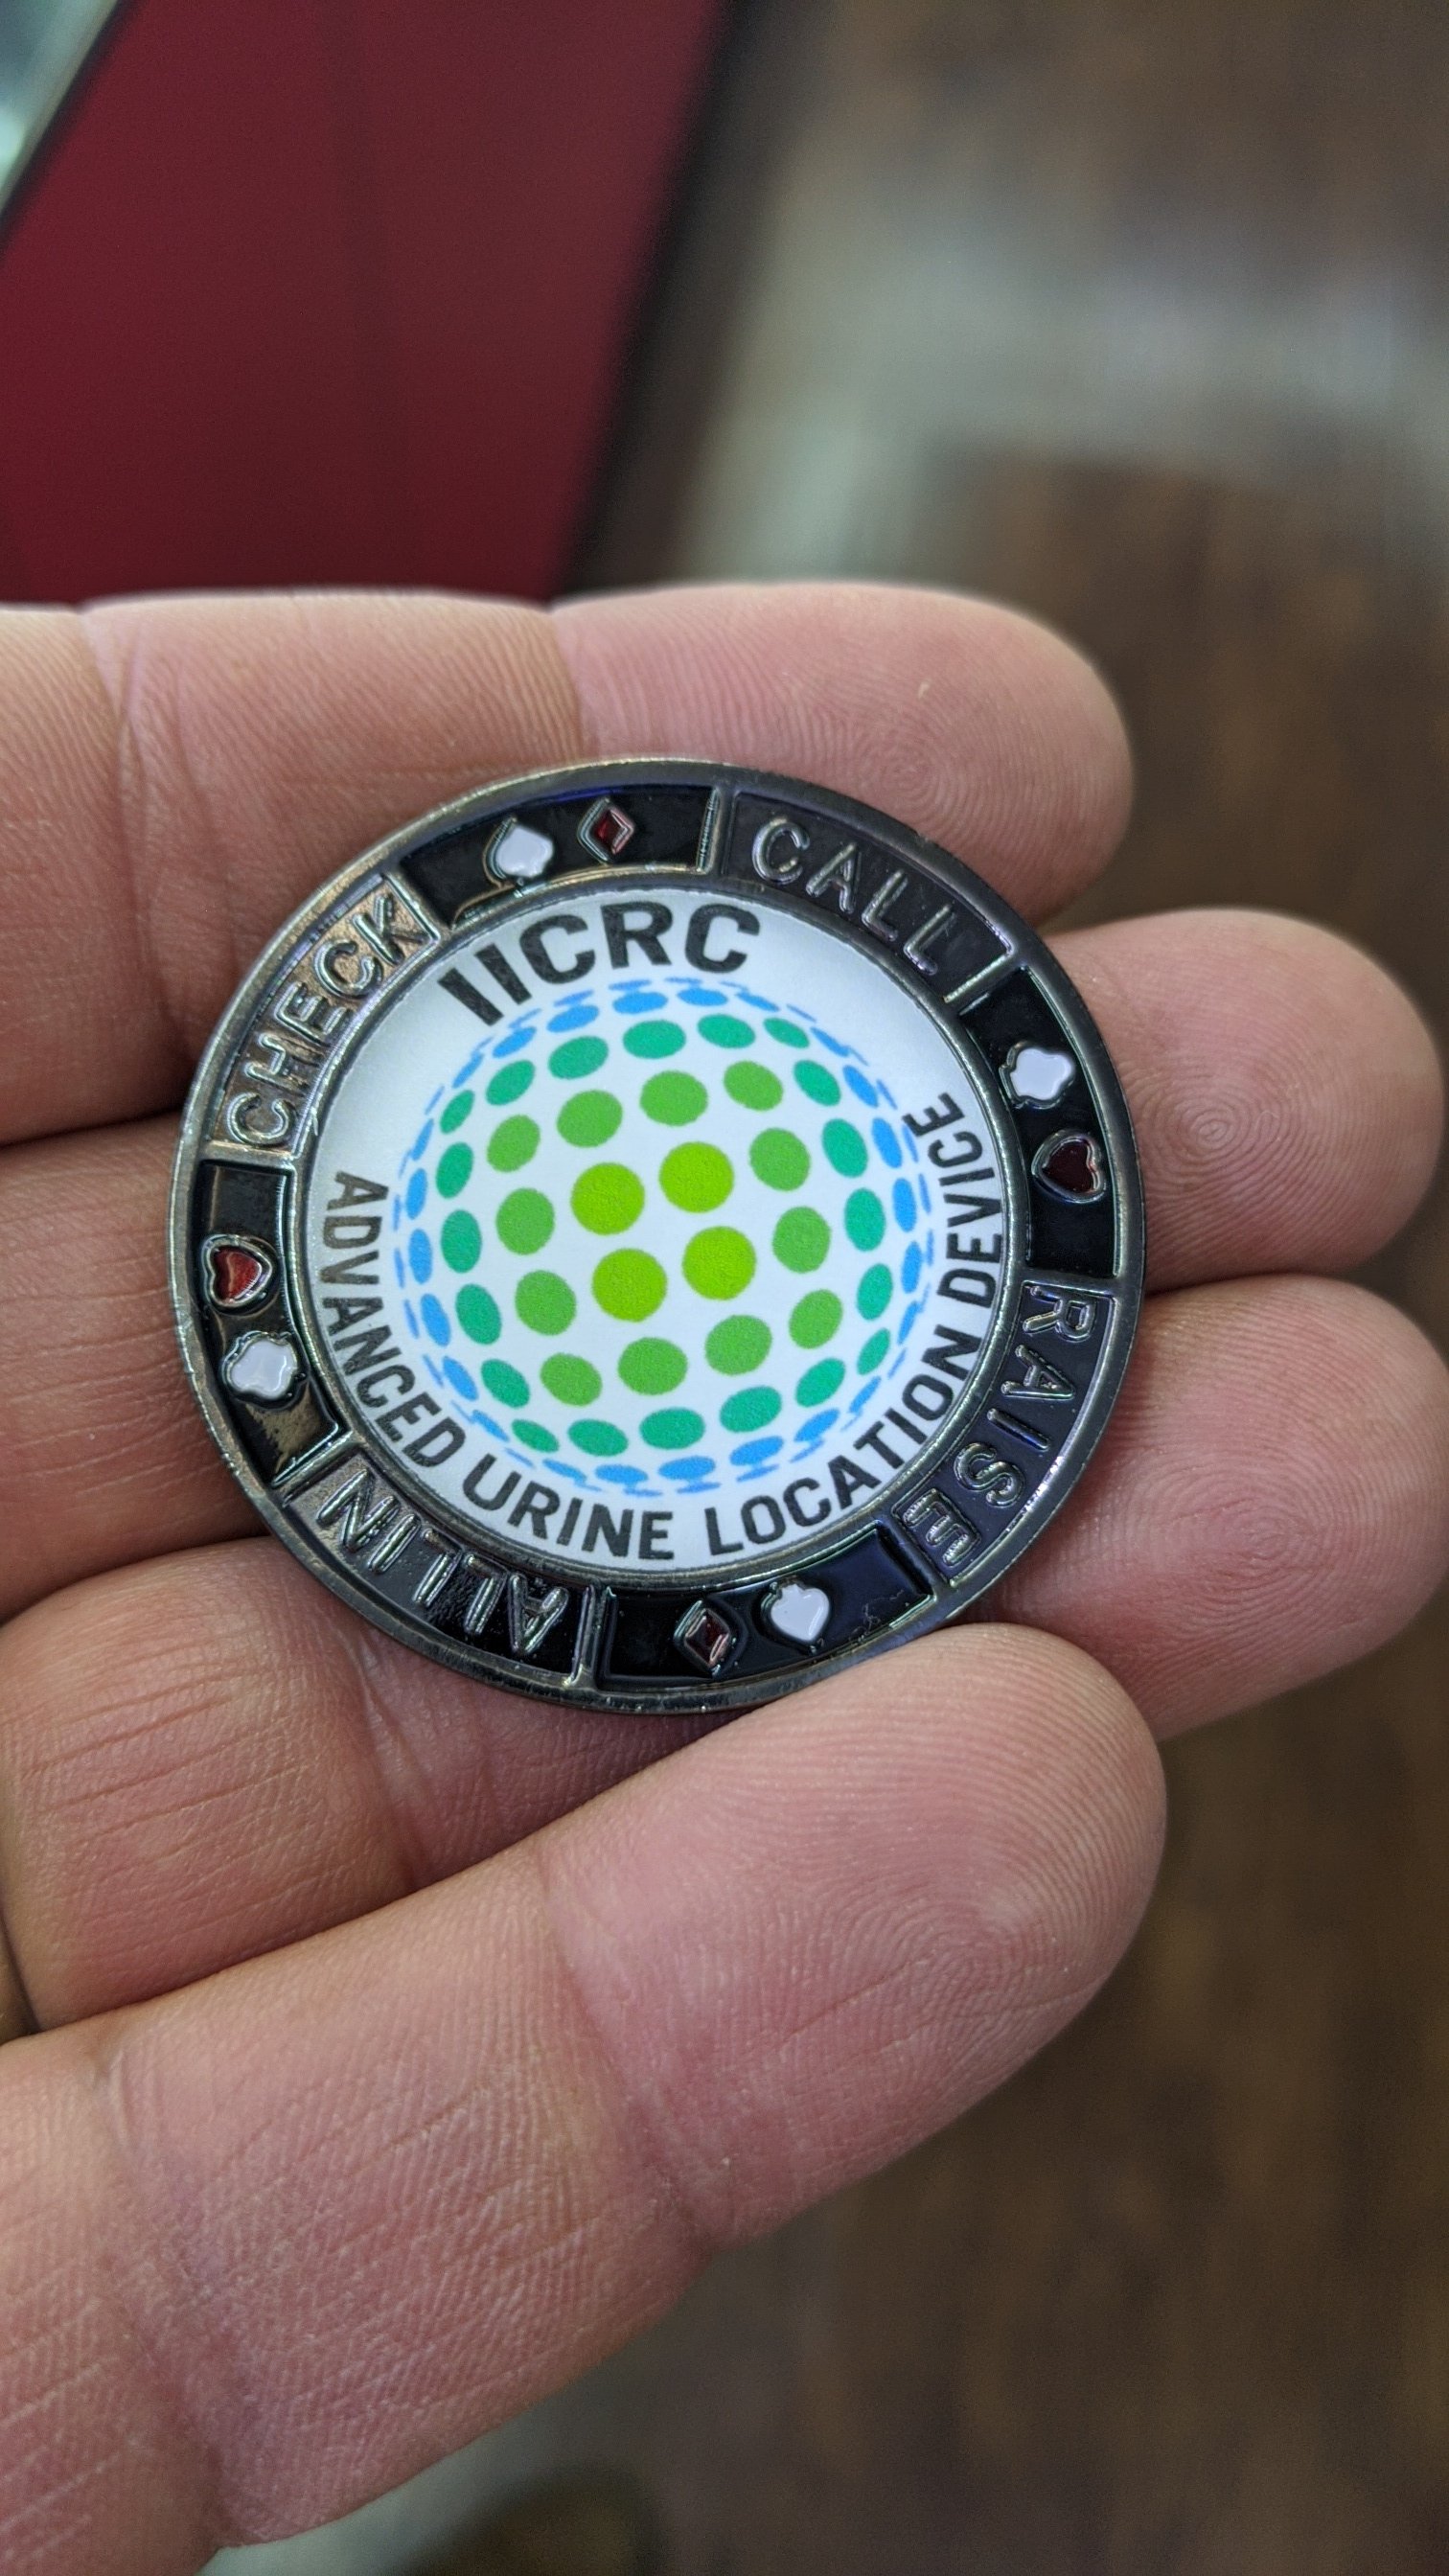 CHECK
CALL
RAISE
ALL IN
IICRC
ADVANCED URINE LOCATION DEVICE